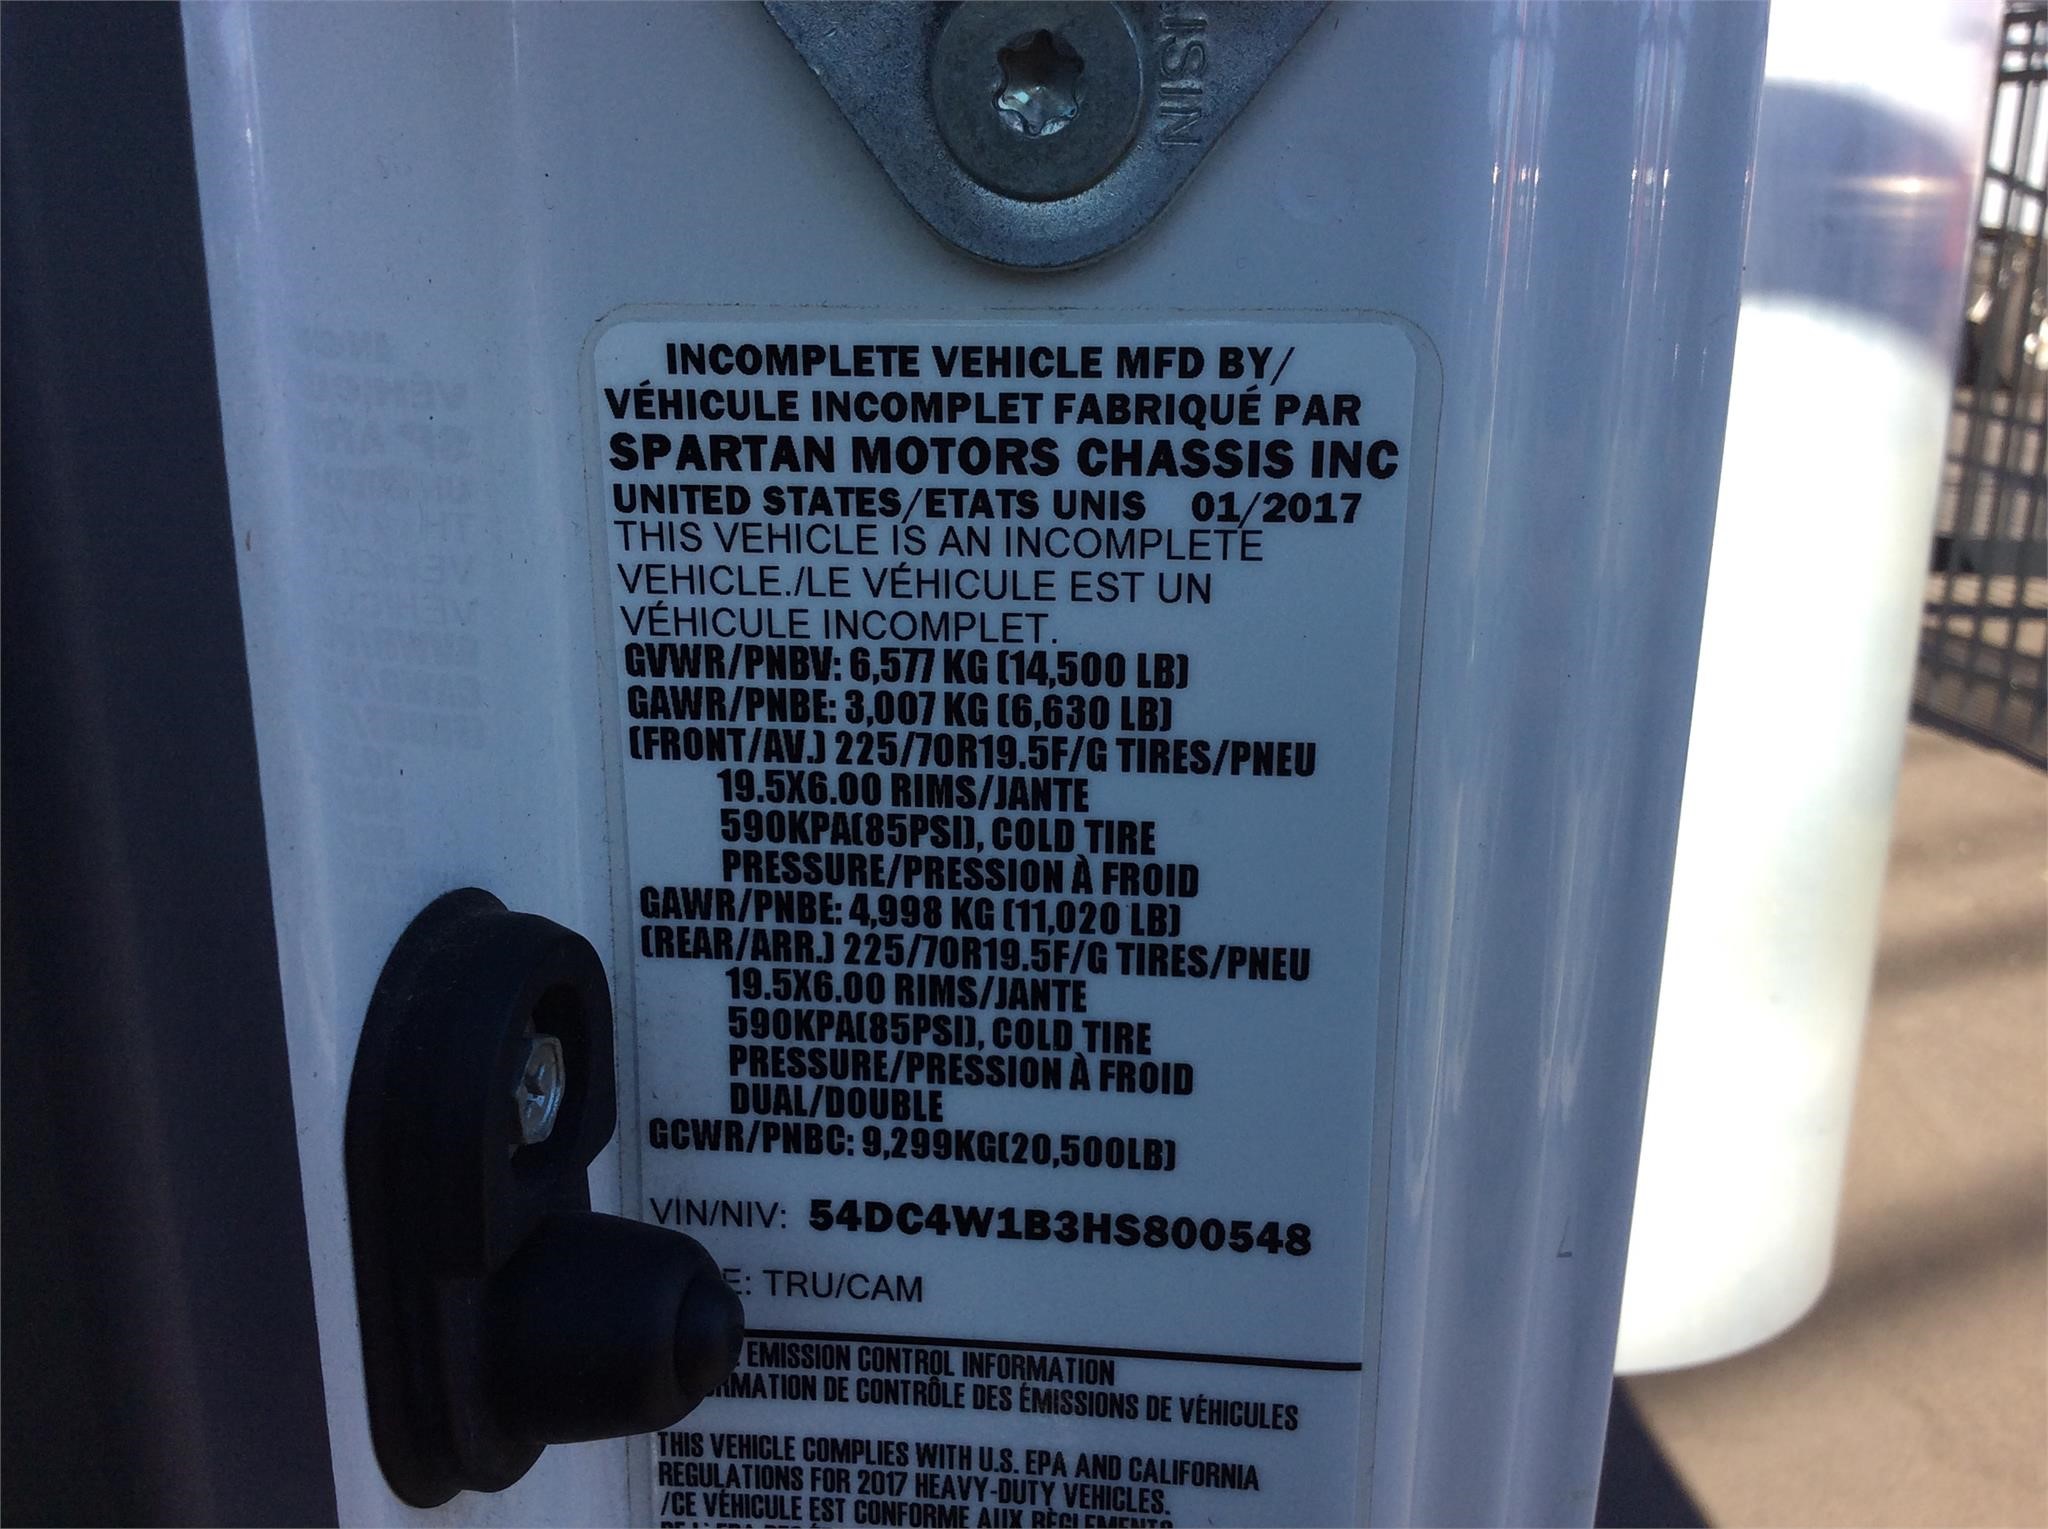 NISI
INCOMPLETE VEHICLE MFD BY/
VÉHICULE INCOMPLET FABRIQUÉ PAR
SPARTAN MOTORS CHASSIS INC
UNITED STATES/ETATS UNIS 01/2017
THIS VEHICLE IS AN INCOMPLETE
VEHICLE./LE VÉHICULE EST UN
VÉHICULE INCOMPLET.
GVWR/PNBV: 6,577 KG (14,500 LB)
GAWR/PNBE: 3,007 KG (6,630 LB)
(FRONT/AV.) 225/70R19.5F/G TIRES/PNEU
19.5X6.00 RIMS/JANTE
590KPA(85PSI), COLD TIRE
PRESSURE/PRESSION À FROID
GAWR/PNBE: 4,998 KG (11,020 LB)
(REAR/ARR.) 225/70R19.5F/G TIRES/PNEU
19.5X6.00 RIMS/JANTE
590KPA(85PSI), COLD TIRE
PRESSURE/PRESSION À FROID
DUAL/DOUBLE
GCWR/PNBC: 9,299KG(20,500LB)
VIN/NIV: 54DC4W1B3HS800548
E: TRU/CAM
EMISSION CONTROL INFORMATION
RMATION DE CONTRÔLE DES ÉMISSIONS DE VÉHICULES
THIS VEHICLE COMPLIES WITH U.S. EPA AND CALIFORNIA
REGULATIONS FOR 2017 HEAVY-DUTY VEHICLES.
/CE VÉHICULE EST CONFORME AUX RÈGLEMENTS